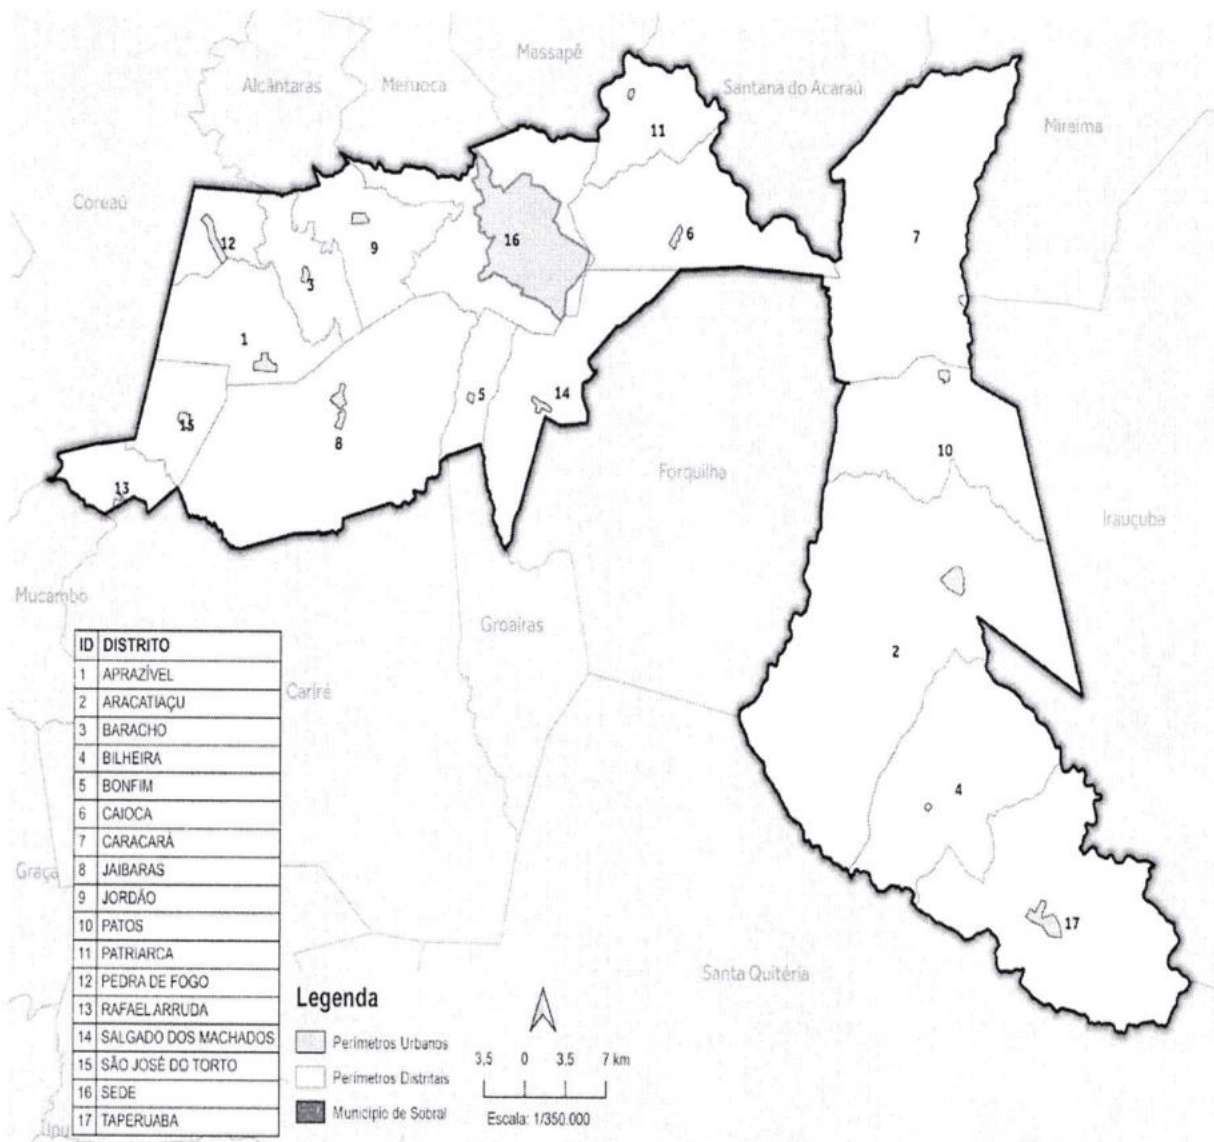 Massapê
Alcântaras
Meruoca
Santana do Acaraú
Miraíma
Coreaú
11
12
9
16
6
7
3
1
5
14
15
8
13
10
Forquilha
Irauçuba
Mucambo
Groaíras
2
Cariré
4
17
Graça
Santa Quitéria
Ipu
ID DISTRITO
1 APRAZÍVEL
2 ARACATIAÇU
3 BARACHO
4 BILHEIRA
5 BONFIM
6 CAIOCA
7 CARACARÁ
8 JAIBARAS
9 JORDÃO
10 PATOS
11 PATRIARCA
12 PEDRA DE FOGO
13 RAFAEL ARRUDA
14 SALGADO DOS MACHADOS
15 SÃO JOSÉ DO TORTO
16 SEDE
17 TAPERUABA
Legenda
Perímetros Urbanos
Perímetros Distritais
Município de Sobral
3,5 0 3,5 7 km
Escala: 1/350.000